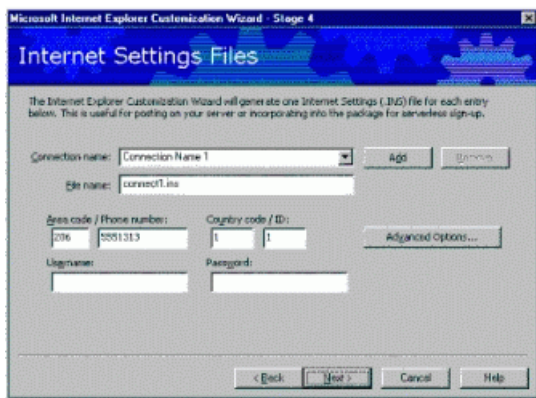 Microsoft Internet Explorer Customization Wizard - Stage 4
Internet Settings Files
The Internet Explorer Customization Wizard will generate one Internet Settings (.INS) file for each entry
below. This is useful for posting on your server or incorporating into the package for serverless sign-up.
Connection name: Connection Name 1 Add Remove
File name: connect1.ins
Area code / Phone number: Country code / ID:
206 5551313 1 1 Advanced Options...
Username: Password:
< Back Next > Cancel Help